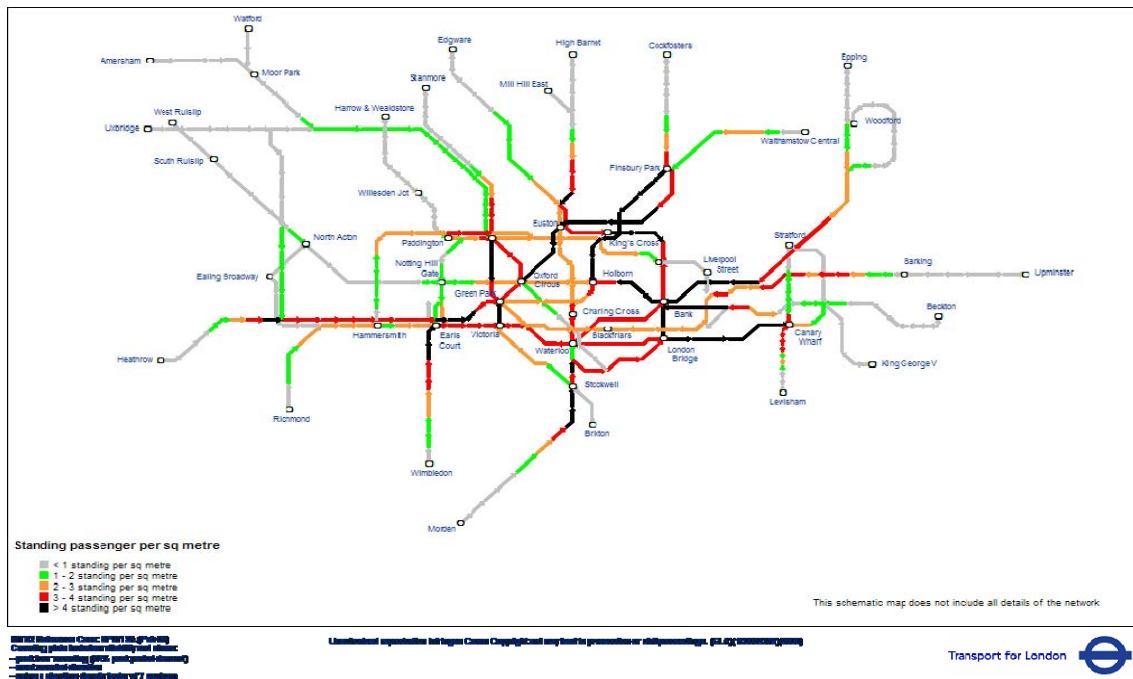 Watford
Edgware
High Barnet
Cockfosters
Amersham
Moor Park
Stanmore
Mill Hill East
Epping
West Ruislip
Harrow & Wealdstone
Woodford
Uxbridge
Walthamstow Central
South Ruislip
Finsbury Park
Willesden Jct
Euston
North Acton
Paddington
King's Cross
Stratford
Ealing Broadway
Notting Hill
Gate
Oxford
Circus
Holborn
Liverpool
Street
Barking
Upminster
Green Park
Charing Cross
Bank
Beckton
Hammersmith
Earls
Court
Victoria
Blackfriars
Canary
Wharf
Heathrow
Waterloo
London
Bridge
King George V
Stockwell
Lewisham
Richmond
Brixton
Wimbledon
Morden
Standing passenger per sq metre
< 1 standing per sq metre
1 - 2 standing per sq metre
2 - 3 standing per sq metre
3 - 4 standing per sq metre
> 4 standing per sq metre
This schematic map does not include all details of the network
Transport for London